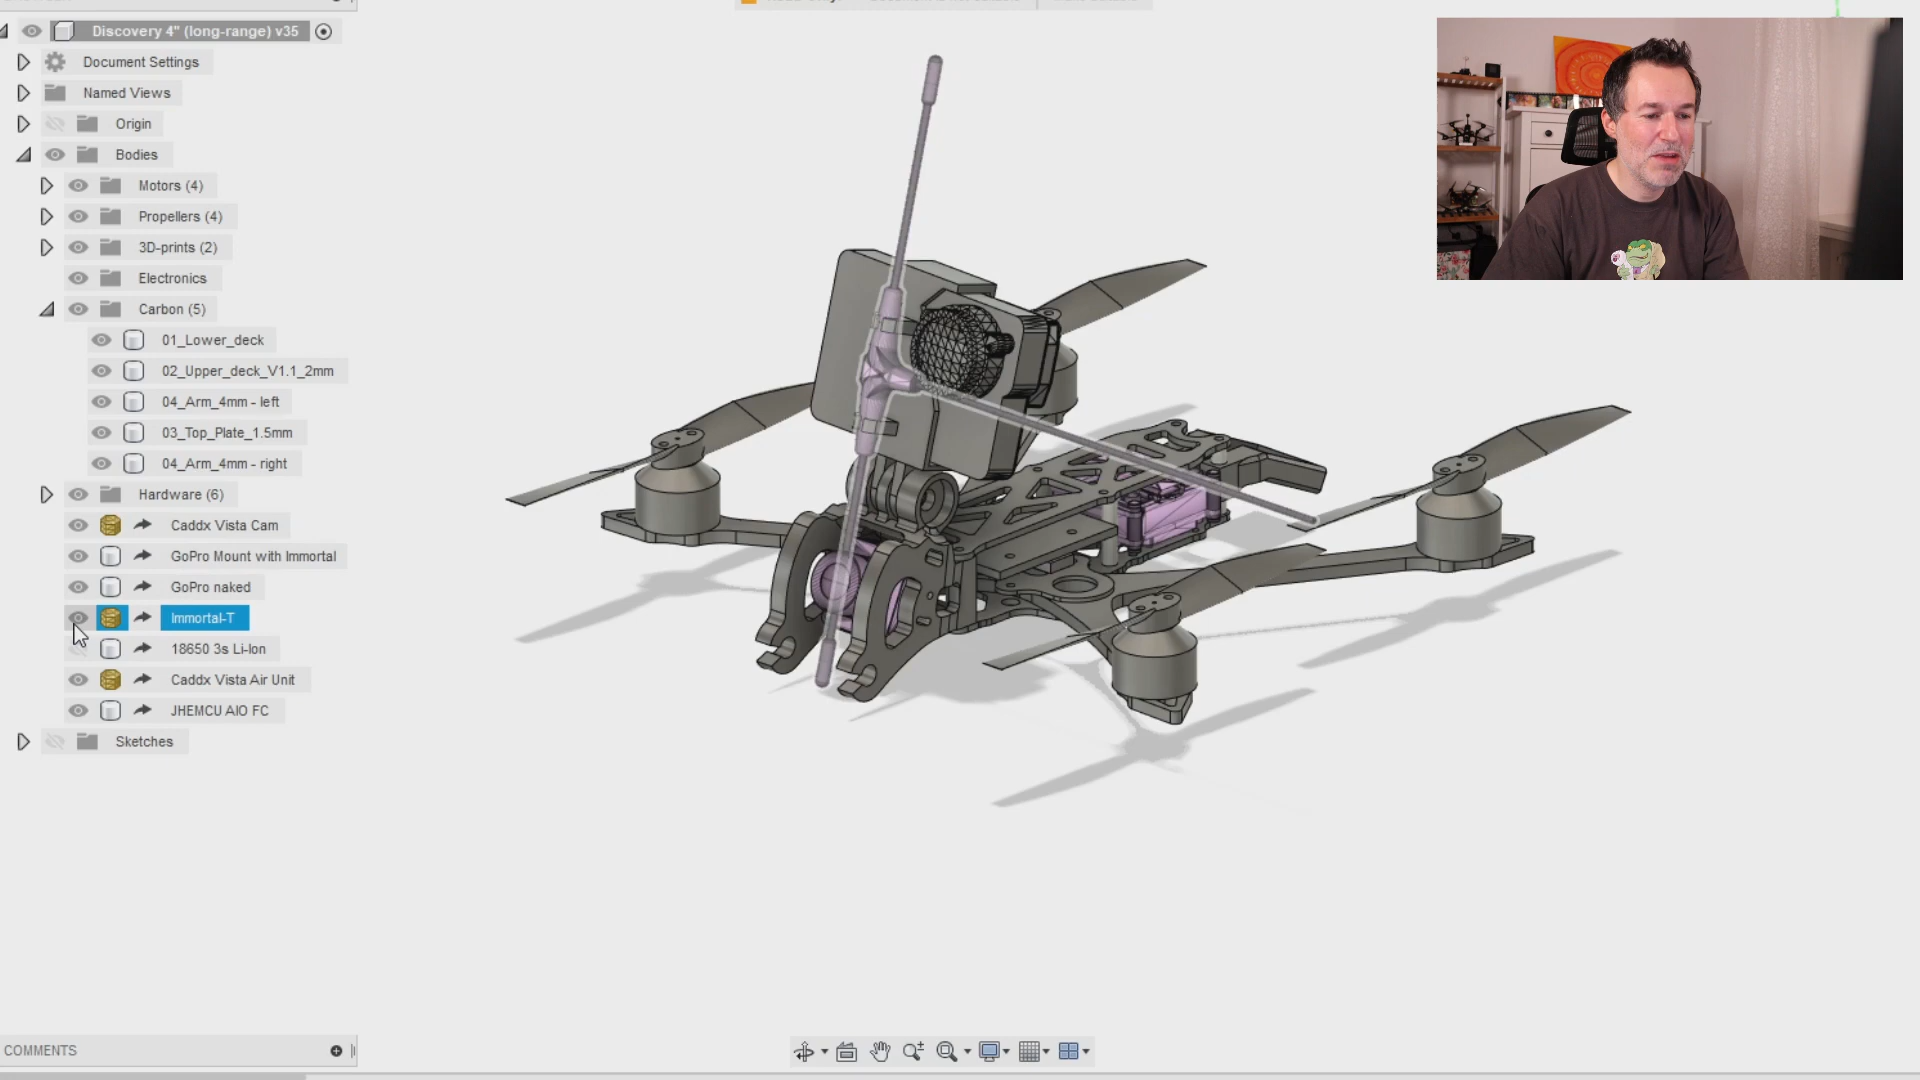 Discovery 4" (long-range) v35
Document Settings
Named Views
Origin
Bodies
Motors (4)
Propellers (4)
3D-prints (2)
Electronics
Carbon (5)
01_Lower_deck
02_Upper_deck_V1.1_2mm
04_Arm_4mm - left
03_Top_Plate_1.5mm
04_Arm_4mm - right
Hardware (6)
Caddx Vista Cam
GoPro Mount with Immortal
GoPro naked
Immortal-T
18650 3s Li-Ion
Caddx Vista Air Unit
JHEMCU AIO FC
Sketches
COMMENTS